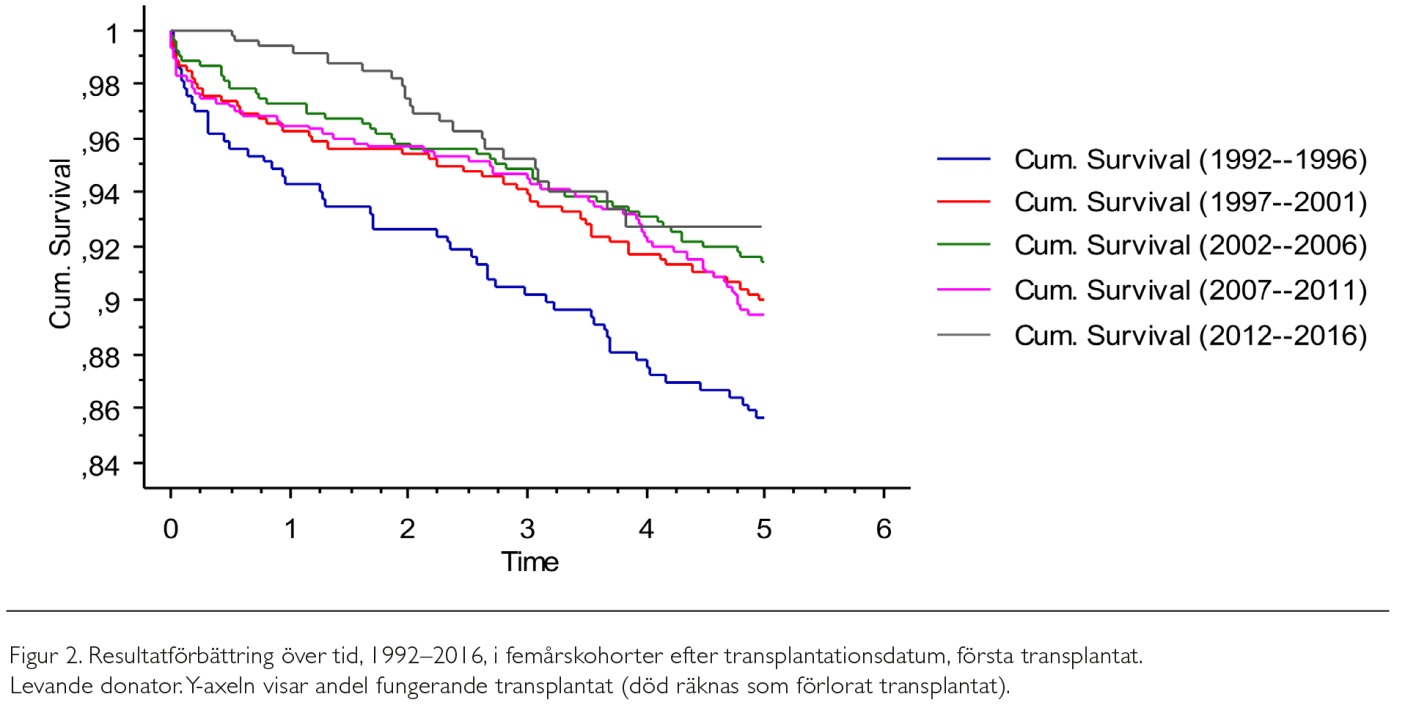 1
,98
,96
,94
,92
,9
,88
,86
,84
Cum. Survival
0 1 2 3 4 5 6
Time
Cum. Survival (1992--1996)
Cum. Survival (1997--2001)
Cum. Survival (2002--2006)
Cum. Survival (2007--2011)
Cum. Survival (2012--2016)
Figur 2. Resultatförbättring över tid, 1992–2016, i femårskohorter efter transplantationsdatum, första transplantat.
Levande donator. Y-axeln visar andel fungerande transplantat (död räknas som förlorat transplantat).